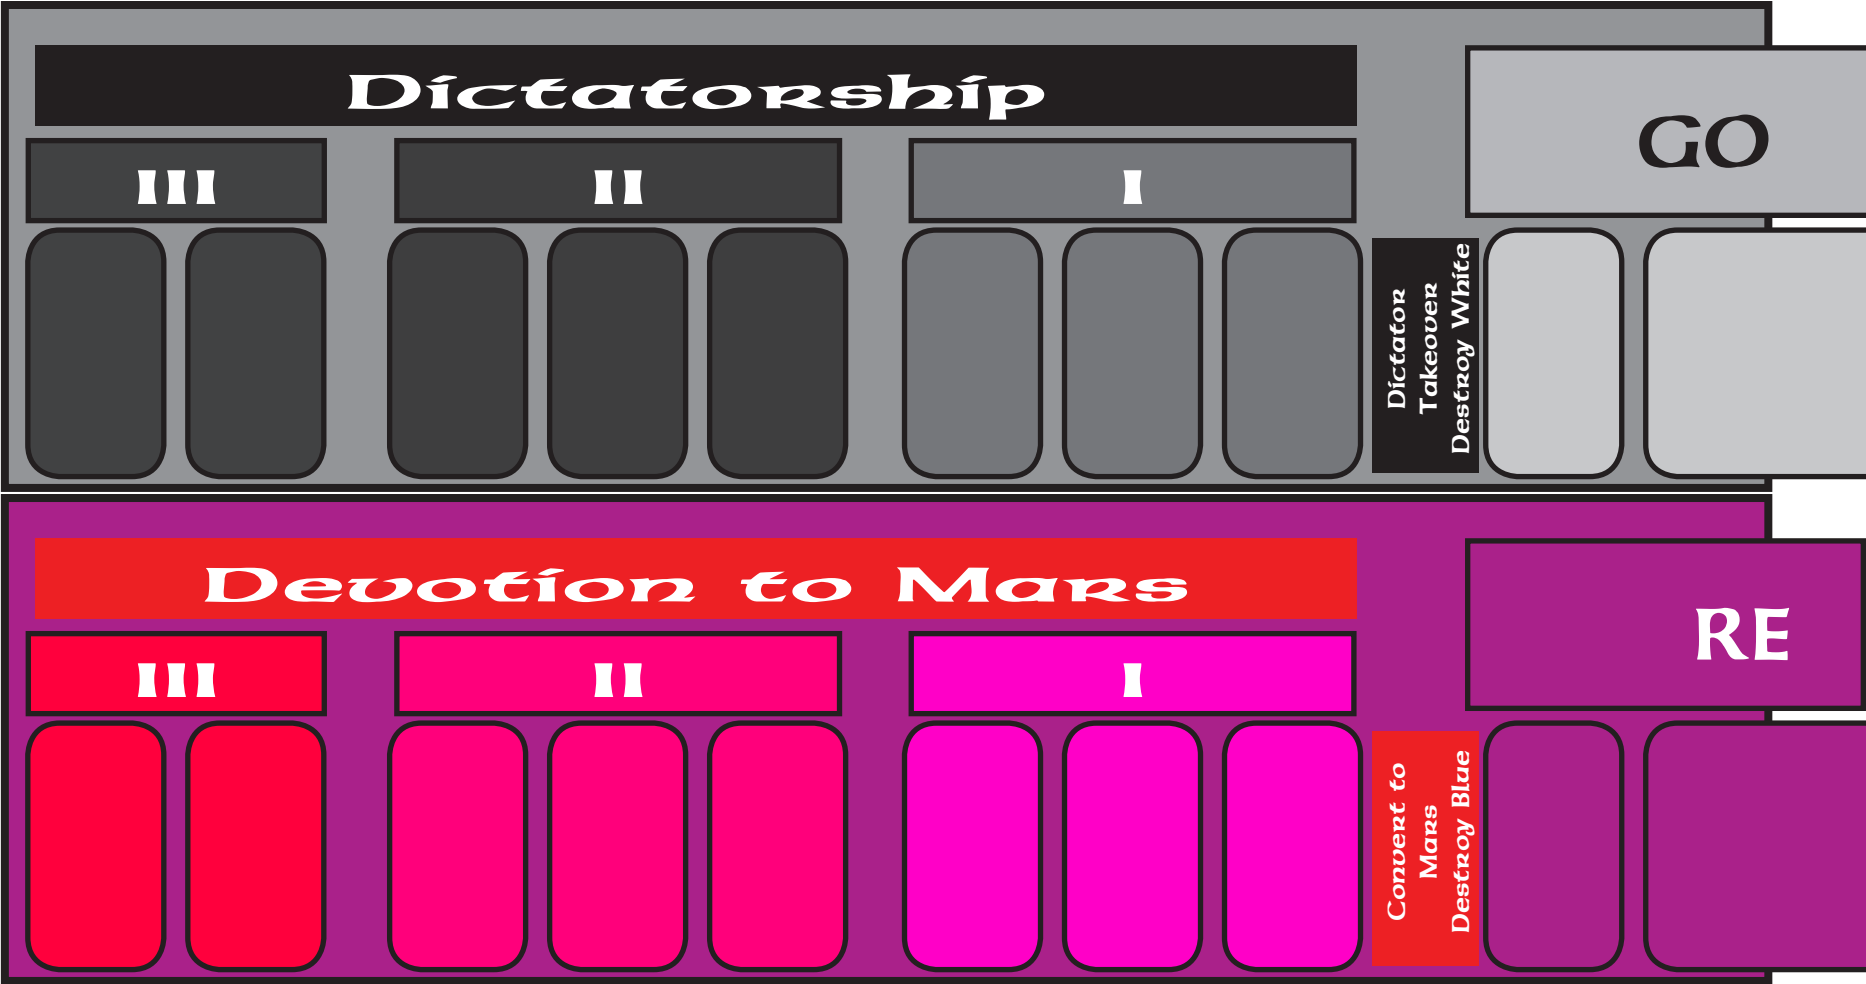 Dictatorship
GO
III
II
I
Dictator
Takeover
Destroy White
Devotion to Mars
RE
III
II
I
Convert to
Mars
Destroy Blue